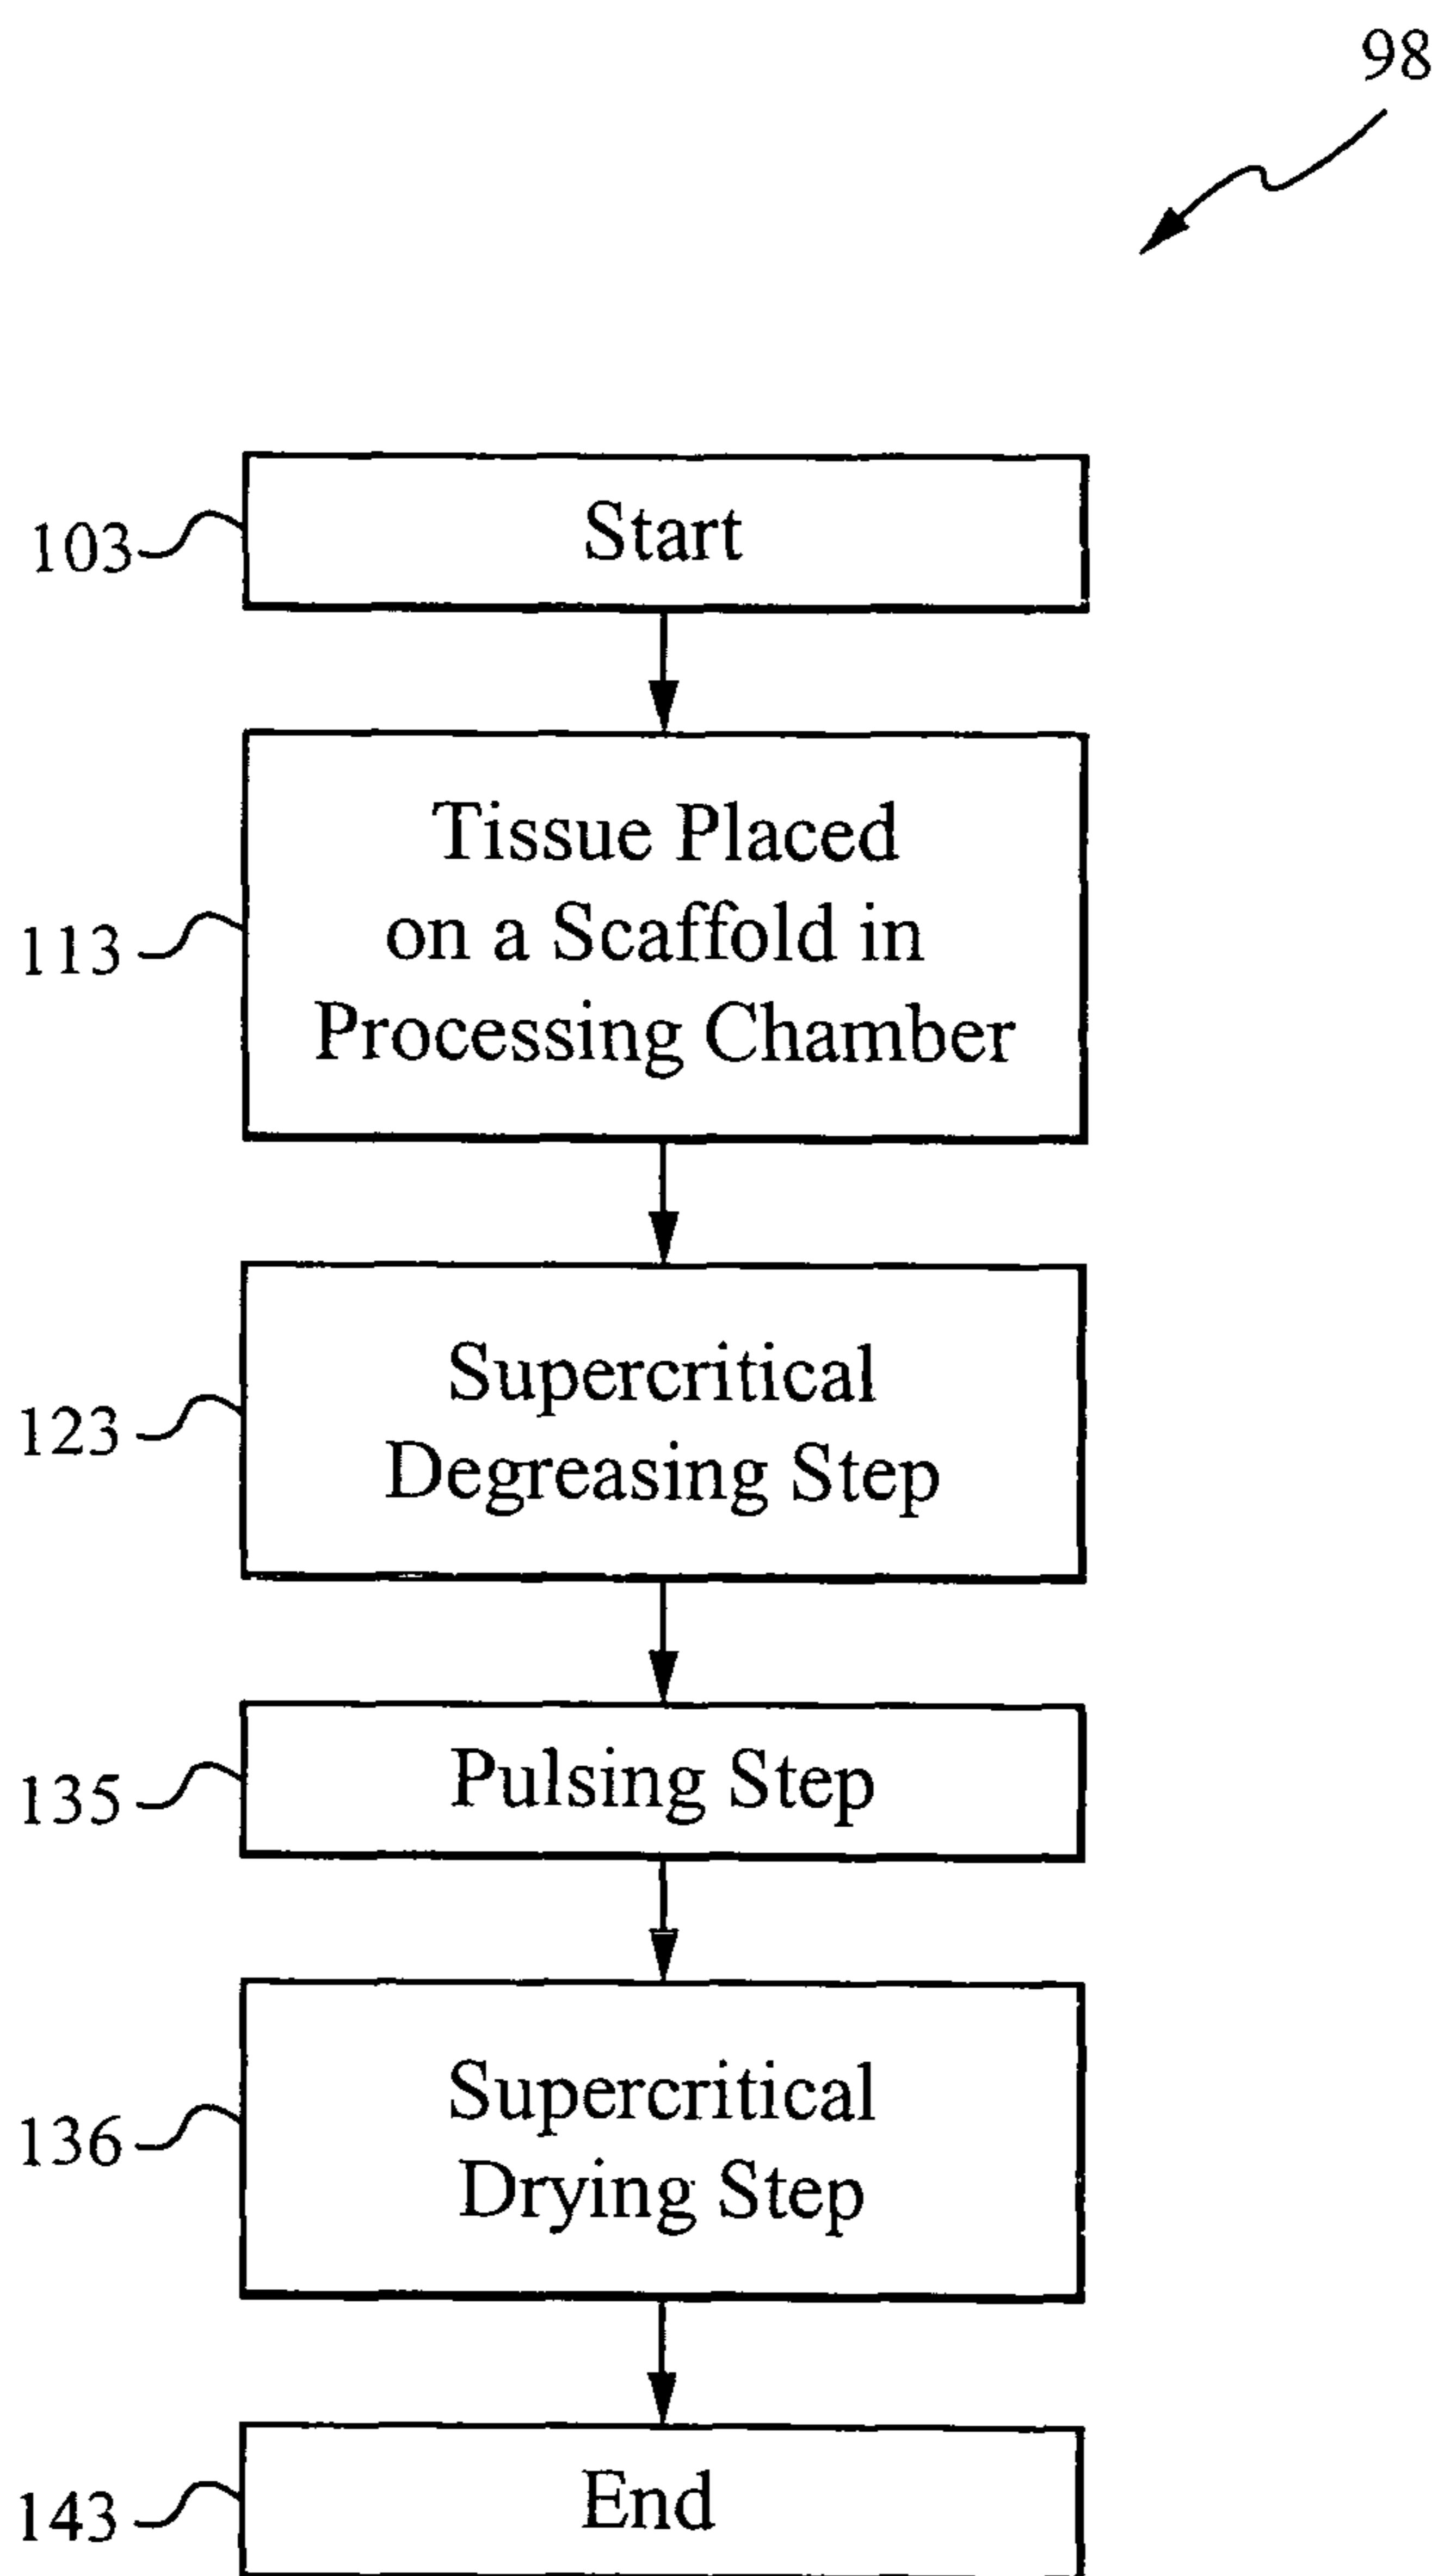 98
103
Start
113
Tissue Placed
on a Scaffold in
Processing Chamber
123
Supercritical
Degreasing Step
135
Pulsing Step
136
Supercritical
Drying Step
143
End